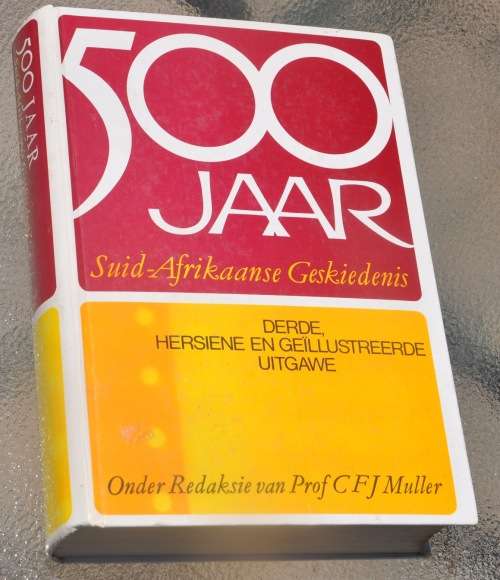 500 JAAR
500
JAAR
Suid-Afrikaanse Geskiedenis
DERDE,
HERSIENE EN GEÏLLUSTREERDE
UITGAWE
Onder Redaksie van Prof C F J Muller